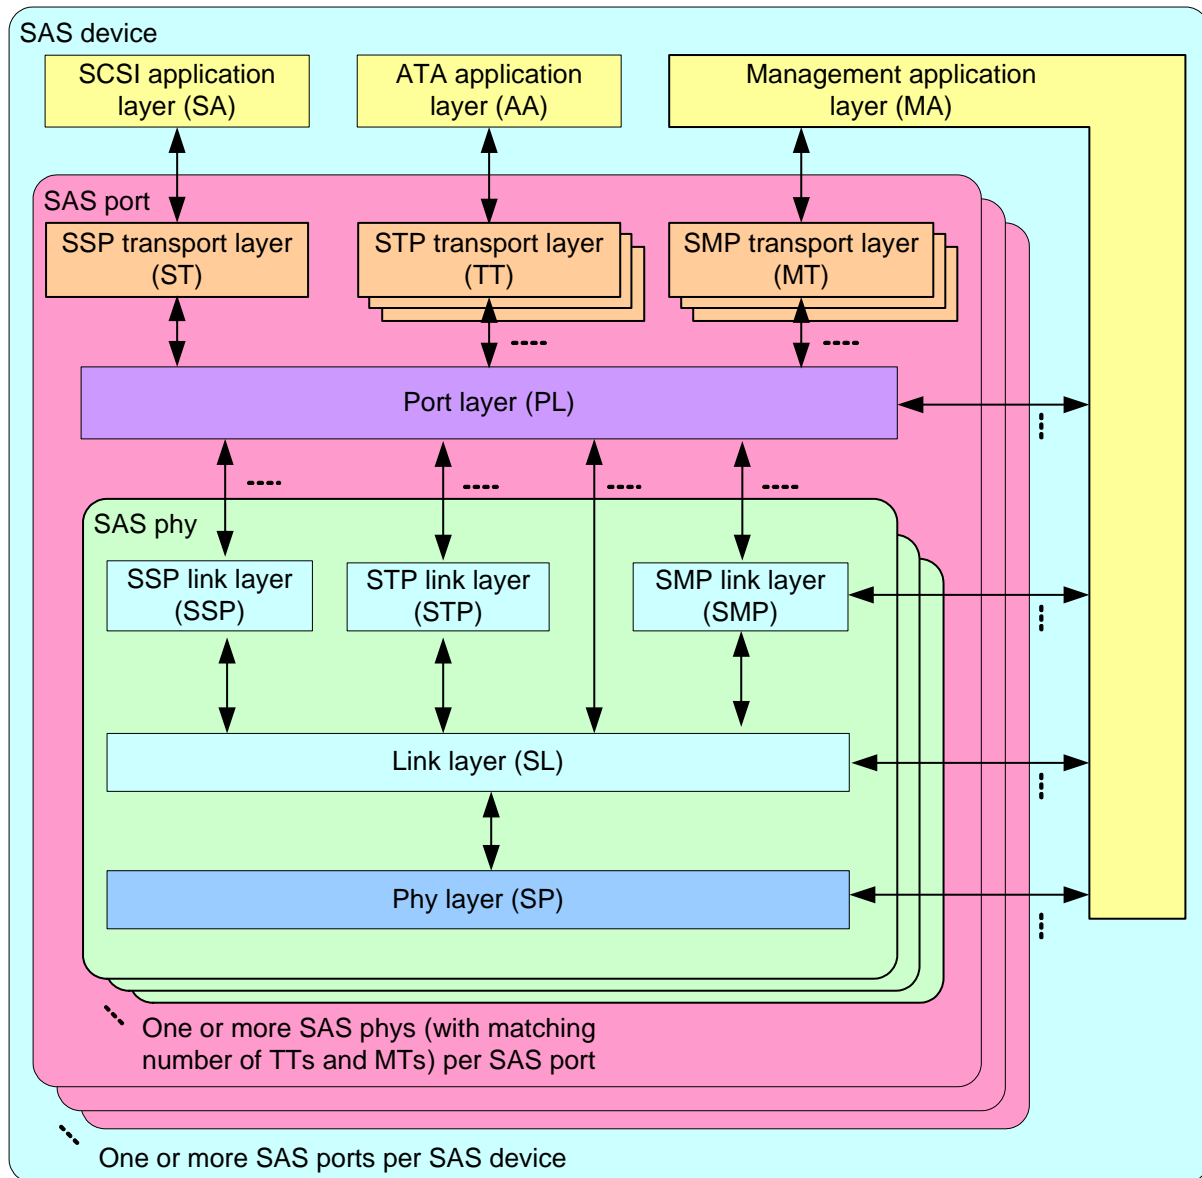 SAS device
SCSI application
layer (SA)
ATA application
layer (AA)
Management application
layer (MA)
SAS port
SSP transport layer
(ST)
STP transport layer
(TT)
SMP transport layer
(MT)
Port layer (PL)
SAS phy
SSP link layer
(SSP)
STP link layer
(STP)
SMP link layer
(SMP)
Link layer (SL)
Phy layer (SP)
One or more SAS phys (with matching
number of TTs and MTs) per SAS port
One or more SAS ports per SAS device